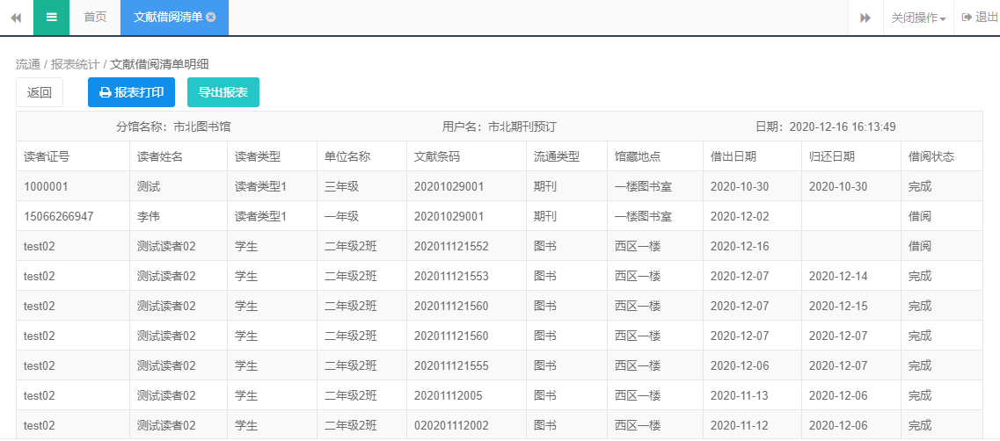 首页 文献借阅清单 关闭操作 退出
流通 / 报表统计 / 文献借阅清单明细
返回 报表打印 导出报表
分馆名称：市北图书馆 用户名：市北期刊预订 日期：2020-12-16 16:13:49
读者证号 读者姓名 读者类型 单位名称 文献条码 流通类型 馆藏地点 借出日期 归还日期 借阅状态
1000001 测试 读者类型1 三年级 20201029001 期刊 一楼图书室 2020-10-30 2020-10-30 完成
15066266947 李伟 读者类型1 一年级 20201029001 期刊 一楼图书室 2020-12-02 借阅
test02 测试读者02 学生 二年级2班 202011121552 图书 西区一楼 2020-12-16 借阅
test02 测试读者02 学生 二年级2班 202011121553 图书 西区一楼 2020-12-07 2020-12-14 完成
test02 测试读者02 学生 二年级2班 202011121560 图书 西区一楼 2020-12-07 2020-12-15 完成
test02 测试读者02 学生 二年级2班 202011121560 图书 西区一楼 2020-12-07 2020-12-07 完成
test02 测试读者02 学生 二年级2班 202011121555 图书 西区一楼 2020-12-06 2020-12-07 完成
test02 测试读者02 学生 二年级2班 20201112005 图书 西区一楼 2020-11-13 2020-12-06 完成
test02 测试读者02 学生 二年级2班 020201112002 图书 西区一楼 2020-11-12 2020-12-06 完成